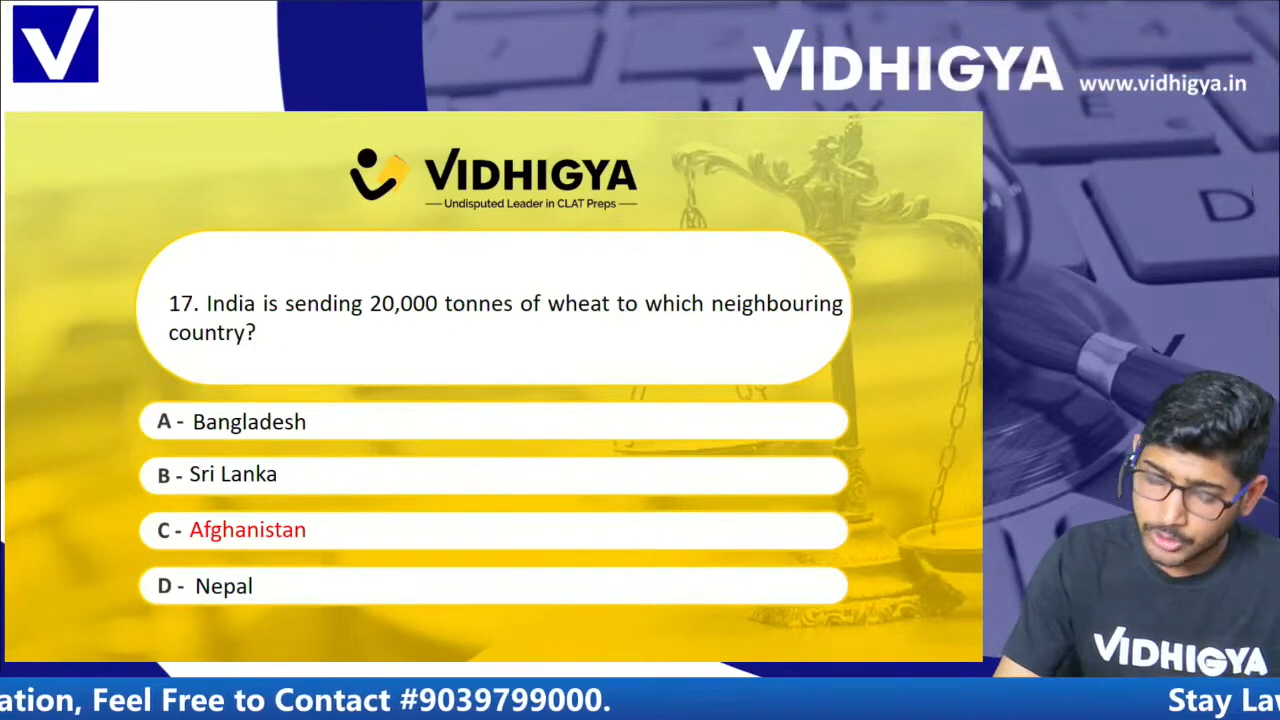 VIDHIGYA www.vidhigya.in
VIDHIGYA
Undisputed Leader in CLAT Preps
17. India is sending 20,000 tonnes of wheat to which neighbouring
country?
A - Bangladesh
B - Sri Lanka
C - Afghanistan
D - Nepal
VIDHIGYA
ation, Feel Free to Contact #9039799000.
Stay La